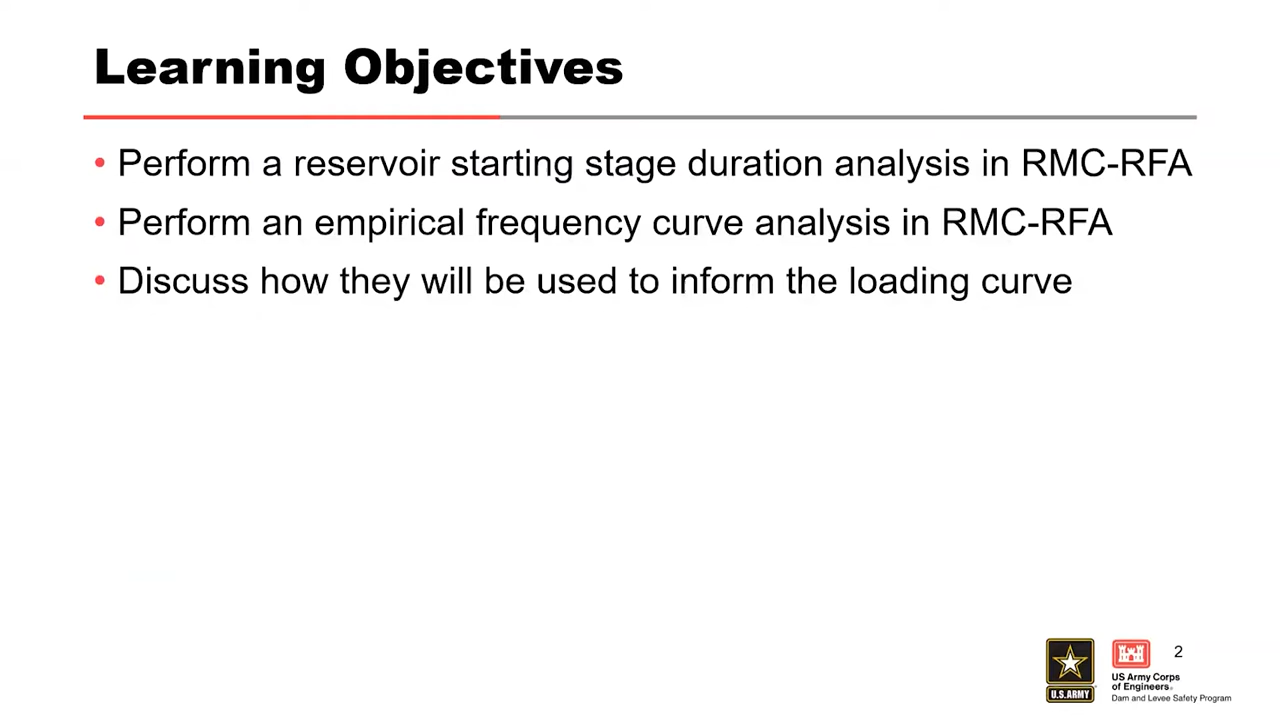 Learning Objectives
• Perform a reservoir starting stage duration analysis in RMC-RFA
• Perform an empirical frequency curve analysis in RMC-RFA
• Discuss how they will be used to inform the loading curve
2
U.S. ARMY
US Army Corps
of Engineers®
Dam and Levee Safety Program